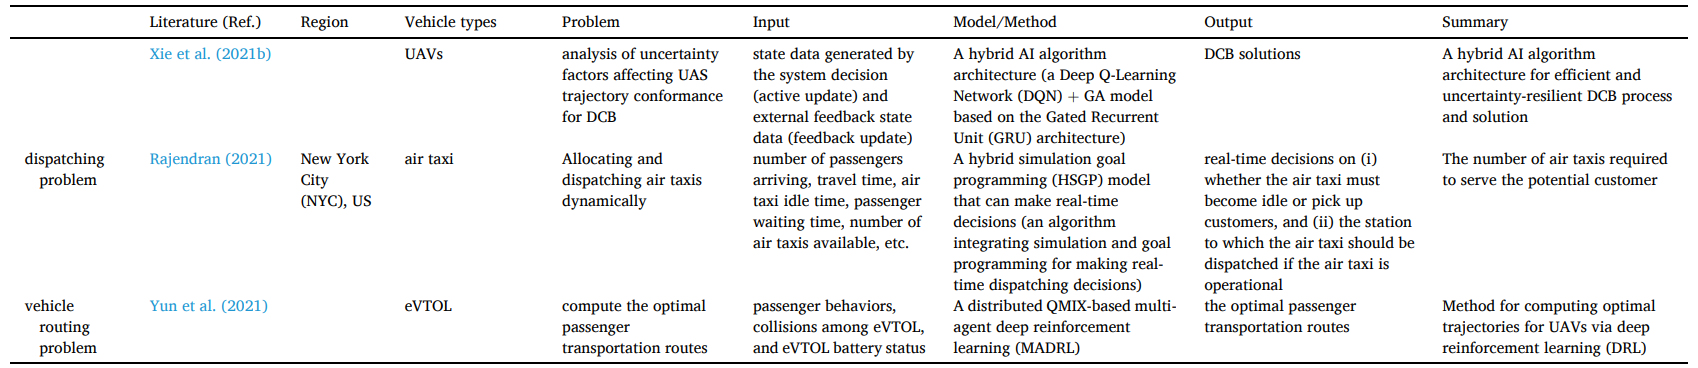 Literature (Ref.) Region Vehicle types Problem Input Model/Method Output Summary
Xie et al. (2021b) UAVs analysis of uncertainty state data generated by A hybrid AI algorithm DCB solutions A hybrid AI algorithm
factors affecting UAS the system decision architecture (a Deep Q-Learning architecture for efficient and
trajectory conformance (active update) and Network (DQN) + GA model uncertainty-resilient DCB process
for DCB external feedback state based on the Gated Recurrent and solution
data (feedback update) Unit (GRU) architecture)
dispatching Rajendran (2021) New York air taxi Allocating and number of passengers A hybrid simulation goal real-time decisions on (i) The number of air taxis required
problem City dispatching air taxis arriving, travel time, air programming (HSGP) model whether the air taxi must to serve the potential customer
(NYC), US dynamically taxi idle time, passenger that can make real-time become idle or pick up
waiting time, number of decisions (an algorithm customers, and (ii) the station
air taxis available, etc. integrating simulation and goal to which the air taxi should be
programming for making real- dispatched if the air taxi is
time dispatching decisions) operational
vehicle Yun et al. (2021) eVTOL compute the optimal passenger behaviors, A distributed QMIX-based multi- the optimal passenger Method for computing optimal
routing passenger collisions among eVTOL, agent deep reinforcement transportation routes trajectories for UAVs via deep
problem transportation routes and eVTOL battery status learning (MADRL) reinforcement learning (DRL)